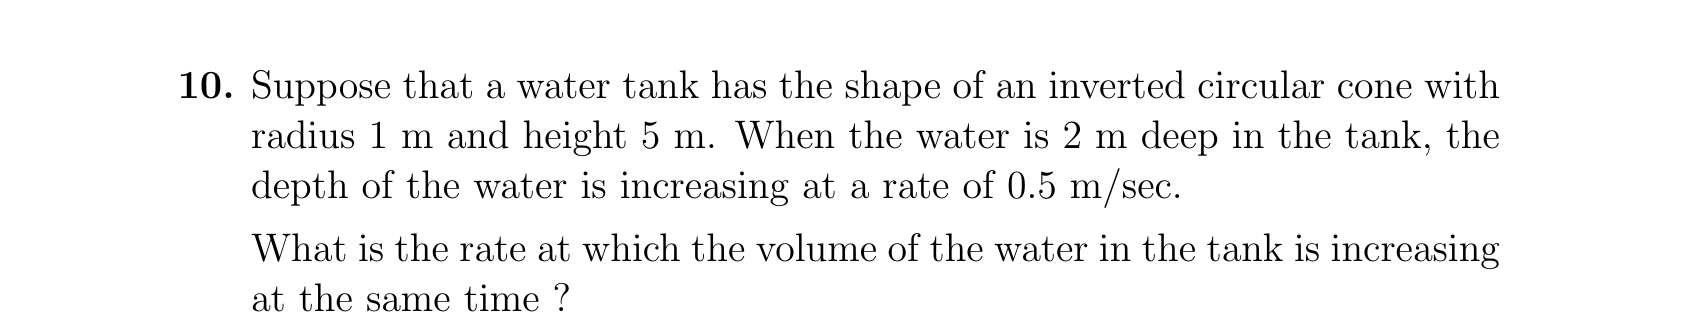 10. Suppose that a water tank has the shape of an inverted circular cone with
radius 1 m and height 5 m. When the water is 2 m deep in the tank, the
depth of the water is increasing at a rate of 0.5 m/sec.
What is the rate at which the volume of the water in the tank is increasing
at the same time ?